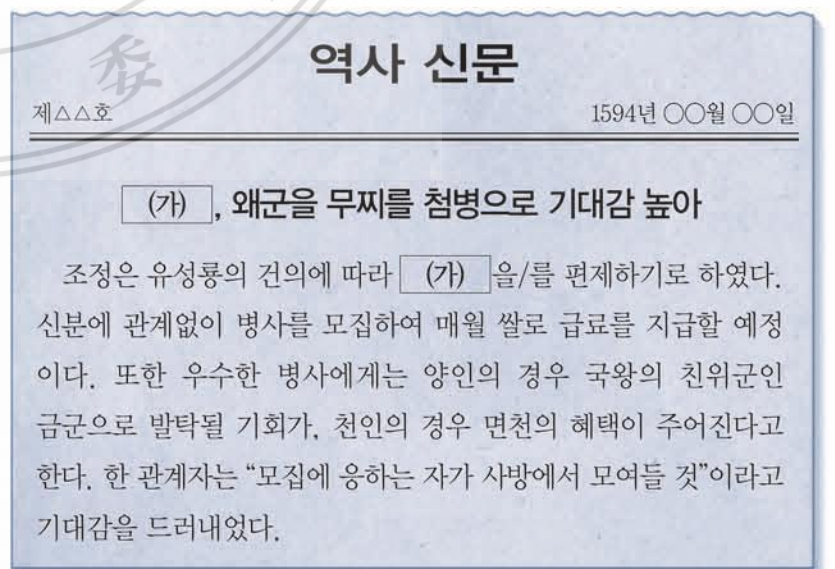 역사 신문
제△△호 1594년 ○○월 ○○일
(가), 왜군을 무찌를 첨병으로 기대감 높아
조정은 유성룡의 건의에 따라 (가) 을/를 편제하기로 하였다.
신분에 관계없이 병사를 모집하여 매월 쌀로 급료를 지급할 예정
이다. 또한 우수한 병사에게는 양인의 경우 국왕의 친위군인
금군으로 발탁될 기회가, 천인의 경우 면천의 혜택이 주어진다고
한다. 한 관계자는 “모집에 응하는 자가 사방에서 모여들 것”이라고
기대감을 드러내었다.
委